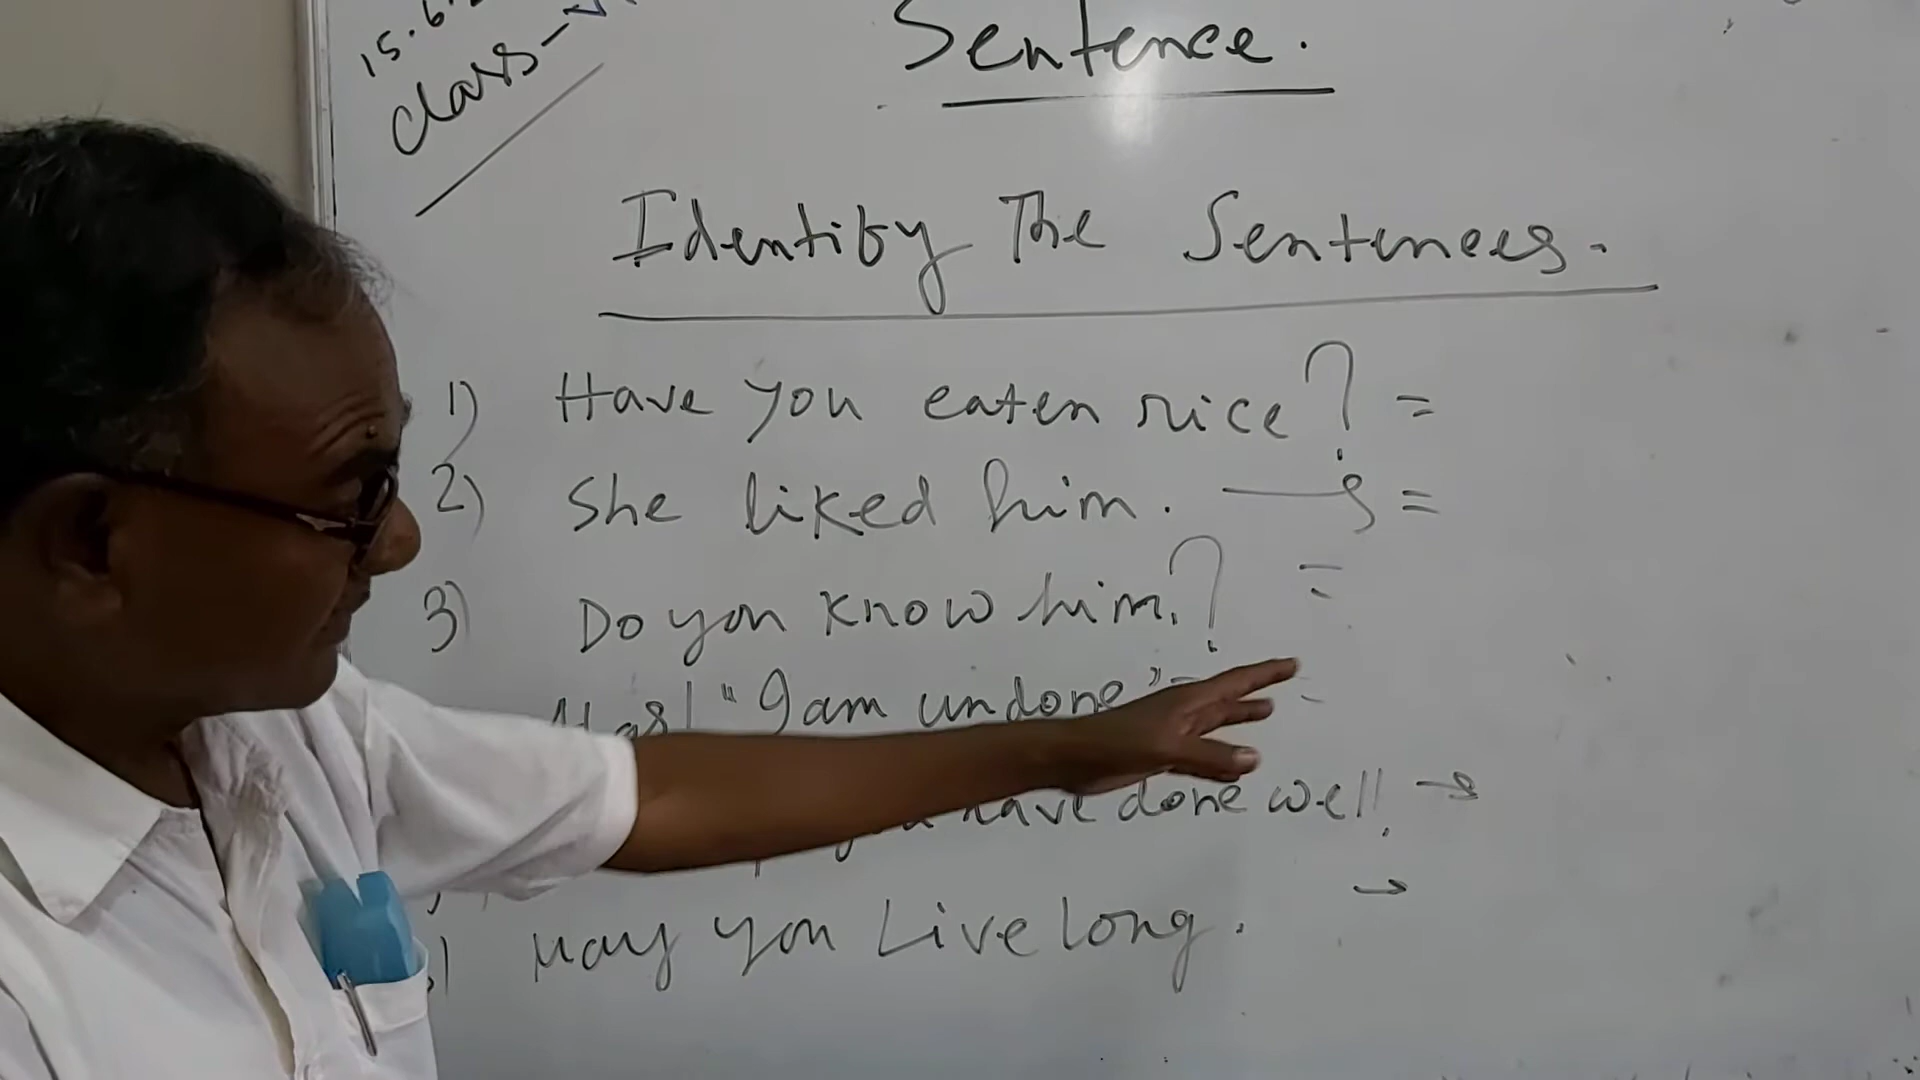 15.6.
class-
Sentence.
Identify The Sentences.
1) Have you eaten rice? =
2) She liked him. =
3) Do you know him.? =
"I am undone" =
have done well. →
May you Live long. →